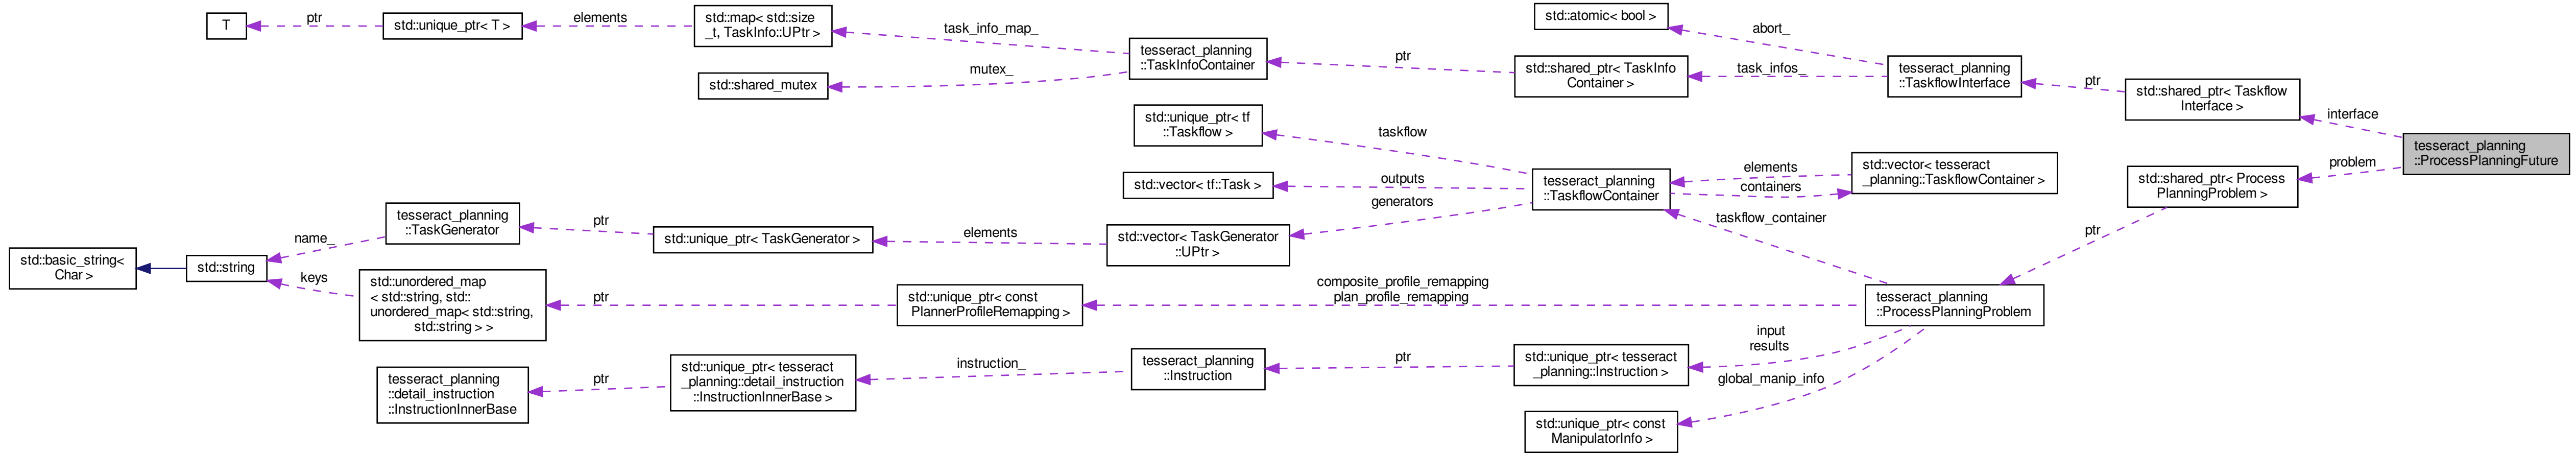 T
ptr
std::unique_ptr< T >
elements
std::map< std::size
_t, TaskInfo::UPtr >
task_info_map_
std::shared_mutex
mutex_
tesseract_planning
::TaskInfoContainer
ptr
std::shared_ptr< TaskInfo
Container >
std::atomic< bool >
abort_
task_infos_
tesseract_planning
::TaskflowInterface
ptr
std::shared_ptr< Taskflow
Interface >
interface
tesseract_planning
::ProcessPlanningFuture
problem
std::shared_ptr< Process
PlanningProblem >
ptr
std::unique_ptr< tf
::Taskflow >
taskflow
std::vector< tf::Task >
outputs
generators
tesseract_planning
::TaskflowContainer
elements
containers
std::vector< tesseract
_planning::TaskflowContainer >
taskflow_container
std::basic_string<
Char >
std::string
name_
keys
tesseract_planning
::TaskGenerator
ptr
std::unique_ptr< TaskGenerator >
elements
std::vector< TaskGenerator
::UPtr >
std::unordered_map
< std::string, std::
unordered_map< std::string,
std::string > >
ptr
std::unique_ptr< const
PlannerProfileRemapping >
composite_profile_remapping
plan_profile_remapping
tesseract_planning
::ProcessPlanningProblem
input
results
global_manip_info
tesseract_planning
::detail_instruction
::InstructionInnerBase
ptr
std::unique_ptr< tesseract
_planning::detail_instruction
::InstructionInnerBase >
instruction_
tesseract_planning
::Instruction
ptr
std::unique_ptr< tesseract
_planning::Instruction >
std::unique_ptr< const
ManipulatorInfo >